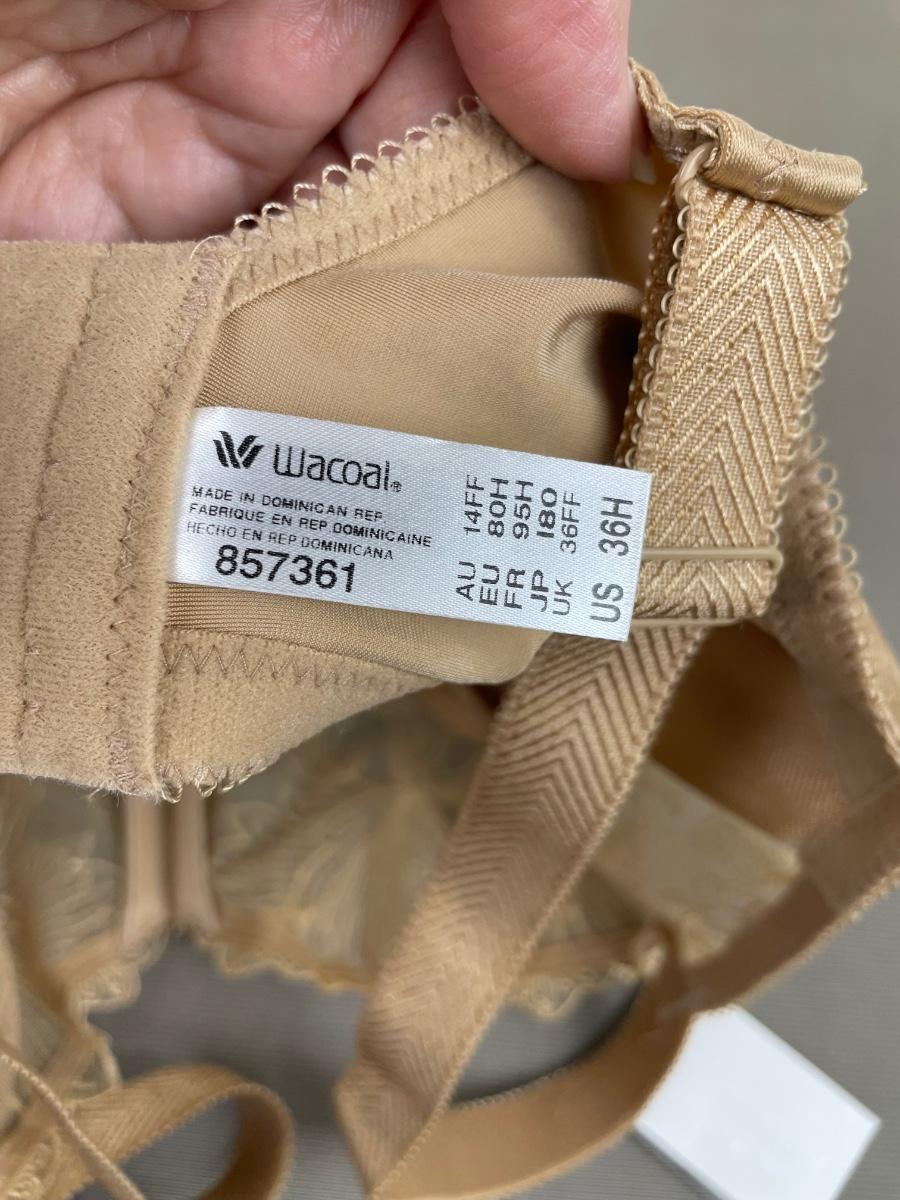 Wacoal®
MADE IN DOMINICAN REP
FABRIQUE EN REP.DOMINICAINE
HECHO EN REP DOMINICANA
857361
AU 14FF
EU 80H
FR 95H
JP I80
UK 36FF
US 36H